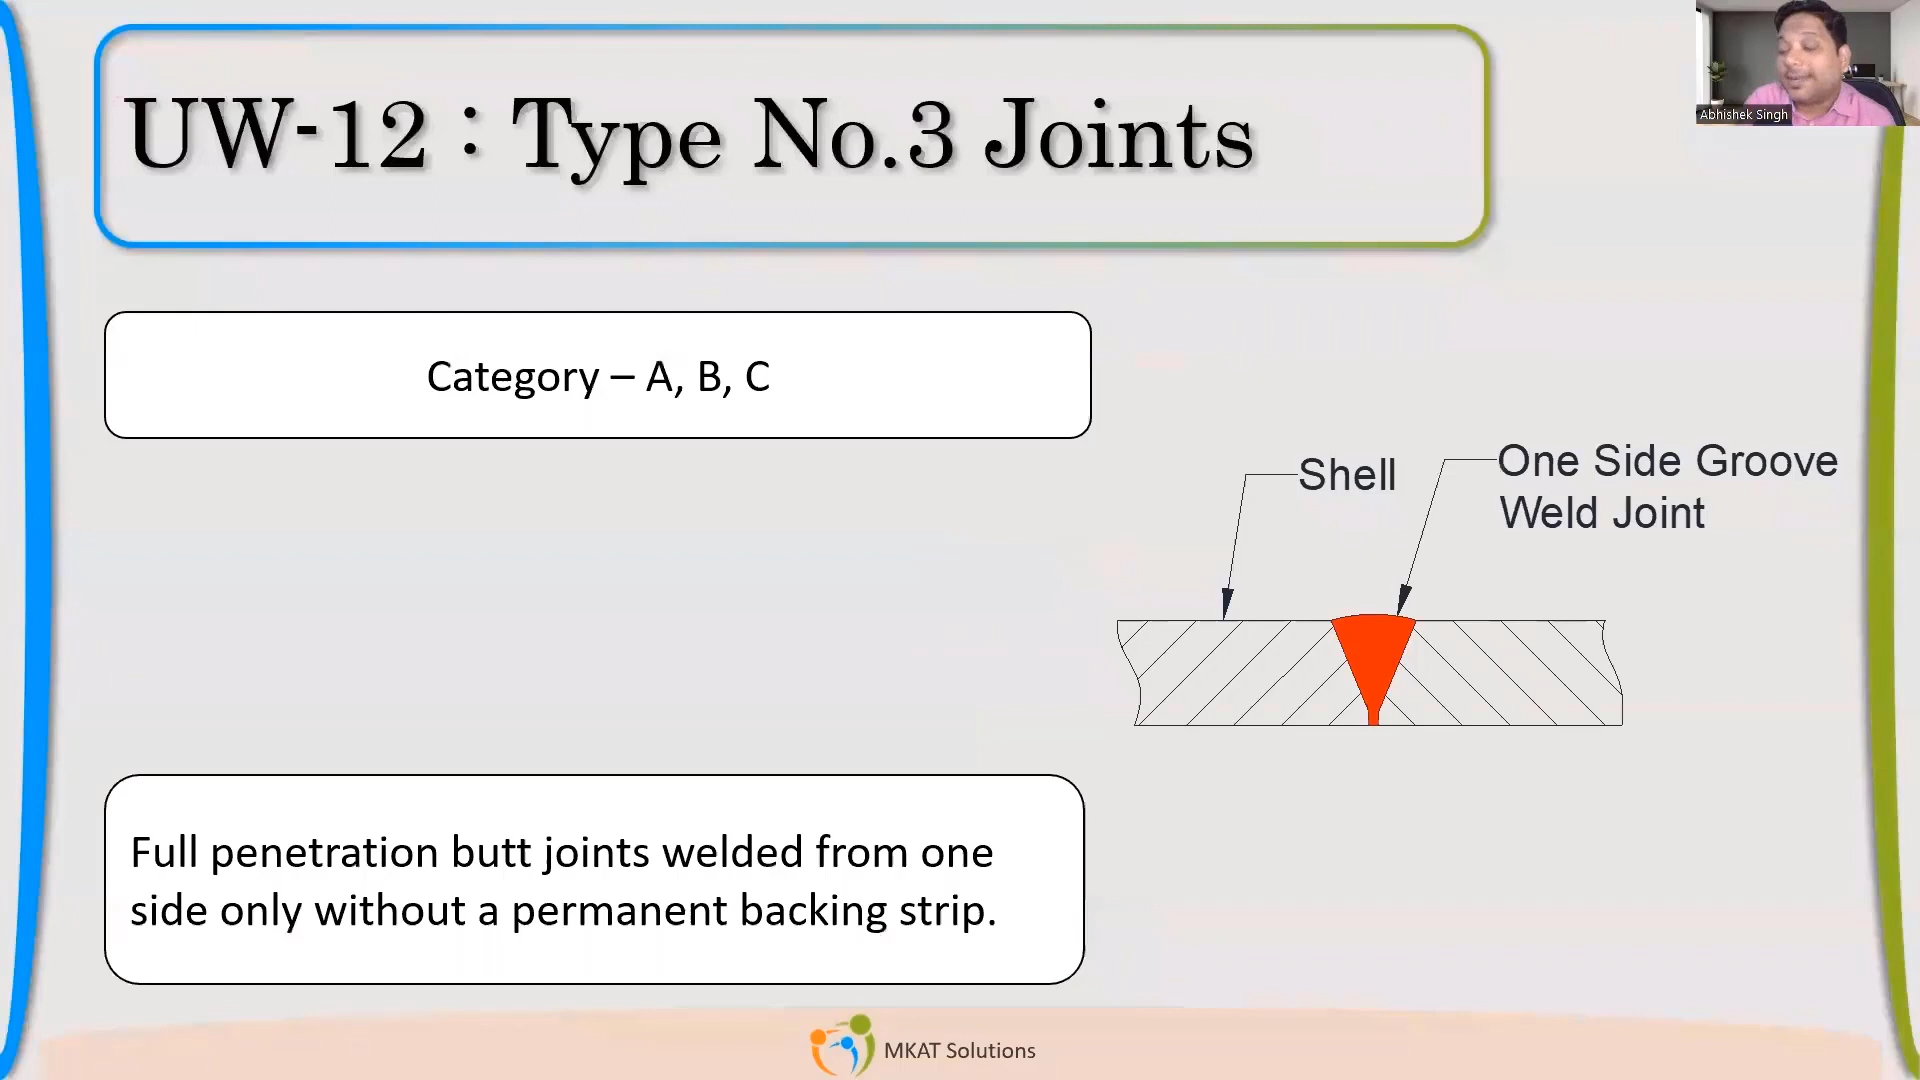 UW-12 : Type No.3 Joints
Abhishek Singh
Category – A, B, C
Shell
One Side Groove
Weld Joint
Full penetration butt joints welded from one
side only without a permanent backing strip.
MKAT Solutions